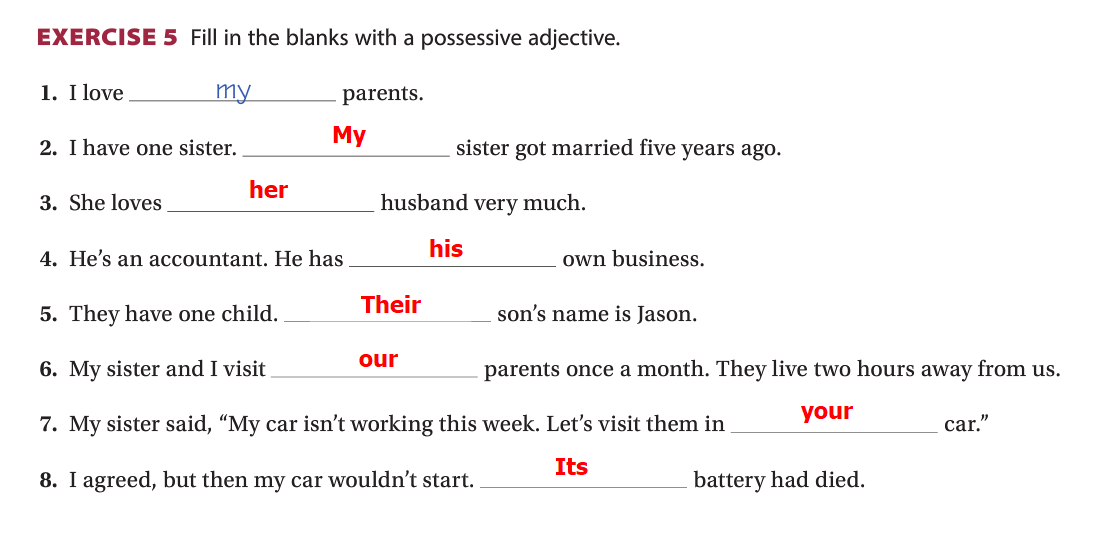 EXERCISE 5 Fill in the blanks with a possessive adjective.
1. I love my parents.
2. I have one sister. My sister got married five years ago.
3. She loves her husband very much.
4. He’s an accountant. He has his own business.
5. They have one child. Their son’s name is Jason.
6. My sister and I visit our parents once a month. They live two hours away from us.
7. My sister said, “My car isn’t working this week. Let’s visit them in your car.”
8. I agreed, but then my car wouldn’t start. Its battery had died.